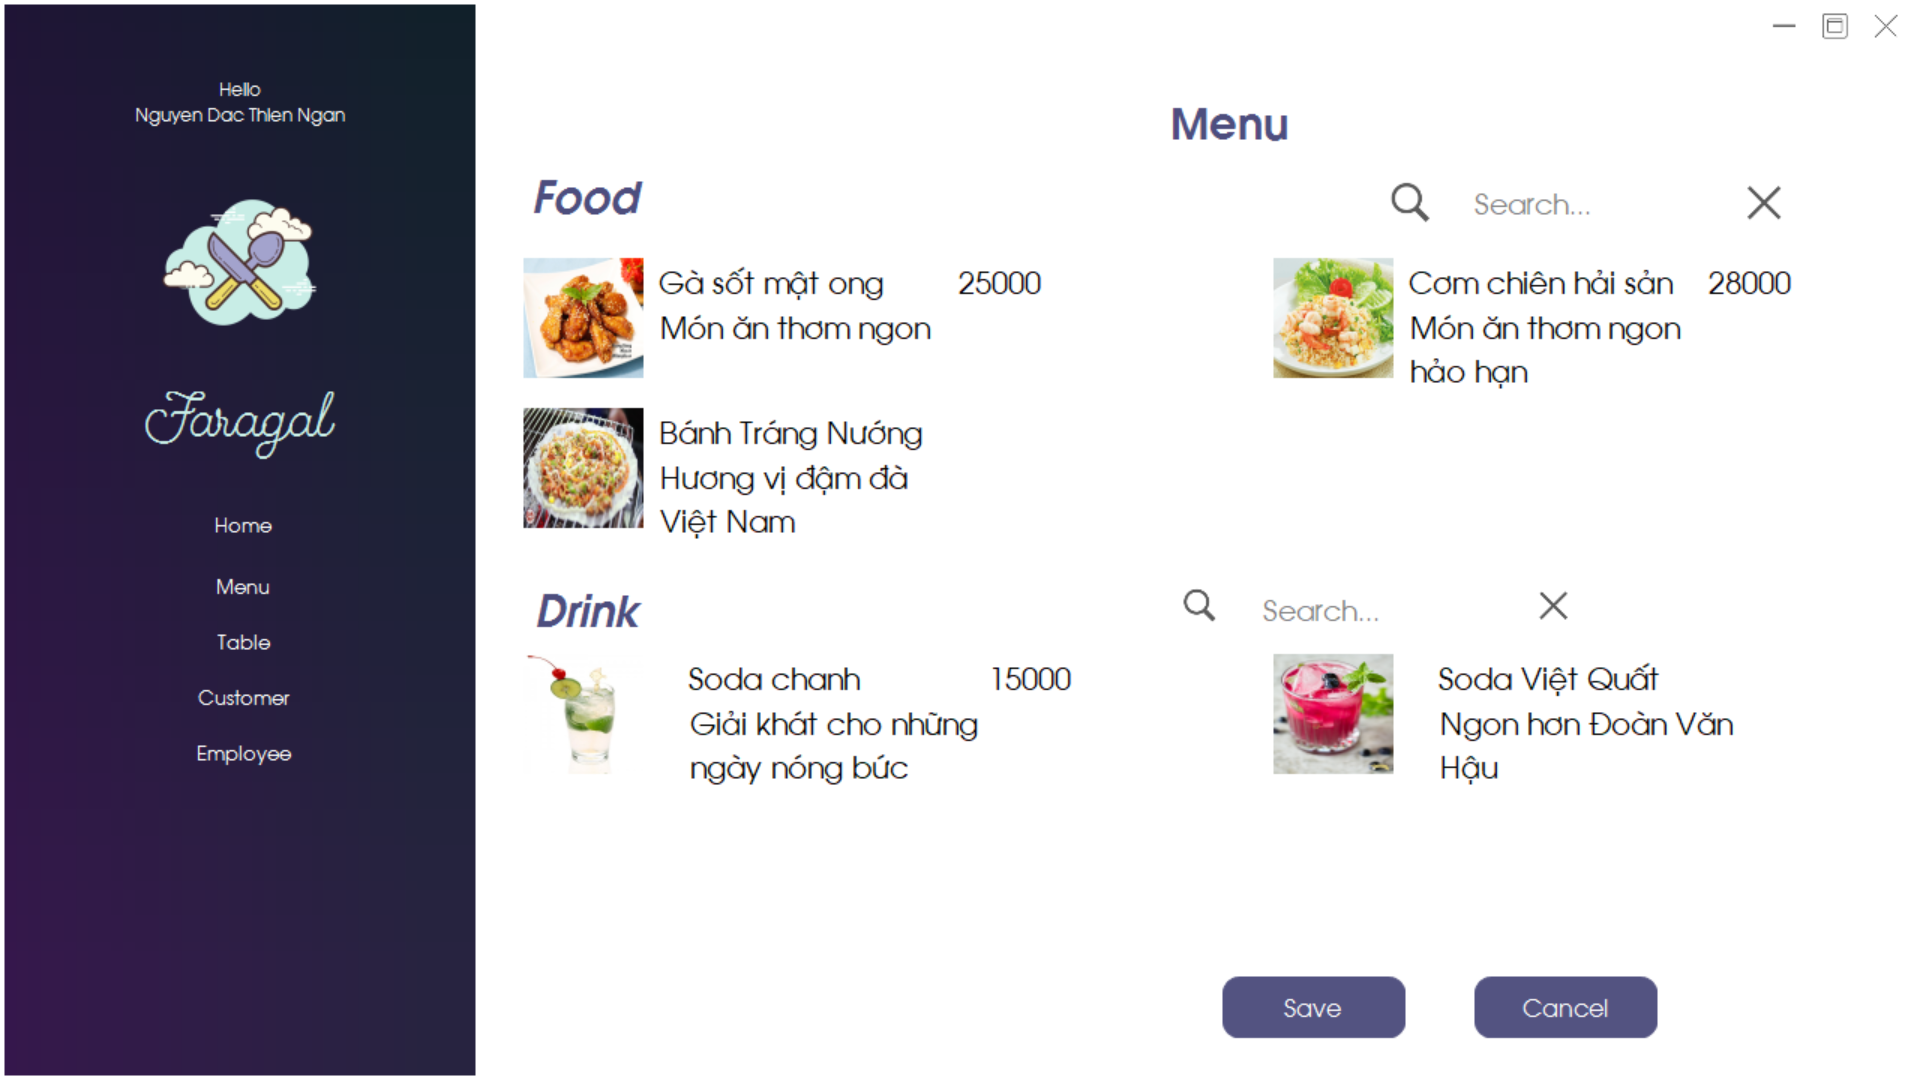 Hello
Nguyen Dac Thien Ngan
Faragal
Home
Menu
Table
Customer
Employee
Menu
Food
Search...
Gà sốt mật ong 25000
Món ăn thơm ngon
Cơm chiên hải sản 28000
Món ăn thơm ngon
hảo hạn
Bánh Tráng Nướng
Hương vị đậm đà
Việt Nam
Drink
Search...
Soda chanh 15000
Giải khát cho những
ngày nóng bức
Soda Việt Quất
Ngon hơn Đoàn Văn
Hậu
Save
Cancel